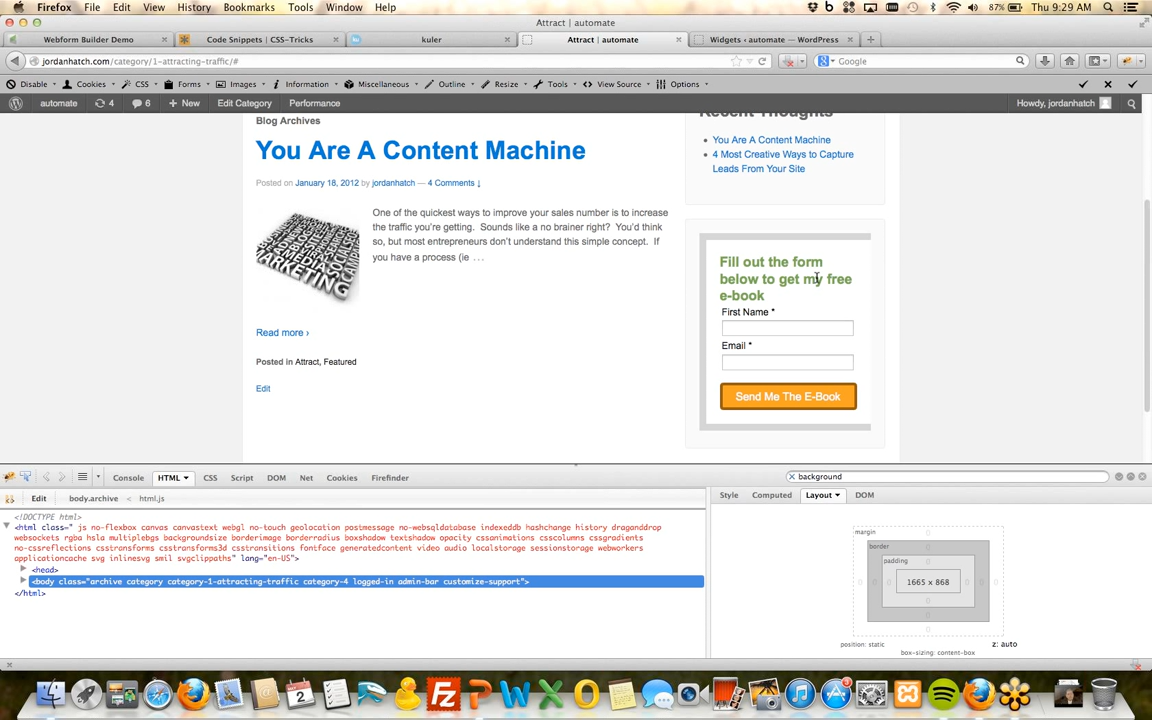 Firefox File Edit View History Bookmarks Tools Window Help 87% Thu 9:29 AM
Attract | automate
Webform Builder Demo Code Snippets | CSS-Tricks kuler Attract | automate Widgets ‹ automate — WordPress
jordanhatch.com/category/1-attracting-traffic/# Google
Disable Cookies CSS Forms Images Information Miscellaneous Outline Resize Tools View Source Options
automate 4 6 New Edit Category Performance Howdy, jordanhatch
Blog Archives
You Are A Content Machine
Posted on January 18, 2012 by jordanhatch — 4 Comments ↓
One of the quickest ways to improve your sales number is to increase
the traffic you're getting. Sounds like a no brainer right? You'd think
so, but most entrepreneurs don't understand this simple concept. If
you have a process (ie …
MARKETING
Read more ›
Posted in Attract, Featured
Edit
Recent Thoughts
You Are A Content Machine
4 Most Creative Ways to Capture
Leads From Your Site
Fill out the form
below to get my free
e-book
First Name *
Email *
Send Me The E-Book
Console HTML CSS Script DOM Net Cookies Firefinder background
Edit body.archive < html.js Style Computed Layout DOM
<!DOCTYPE html>
<html class=" js no-flexbox canvas canvastext webgl no-touch geolocation postmessage no-websqldatabase indexeddb hashchange history draganddrop
websockets rgba hsla multiplebgs backgroundsize borderimage borderradius boxshadow textshadow opacity cssanimations csscolumns cssgradients
no-cssreflections csstransforms csstransforms3d csstransitions fontface generatedcontent video audio localstorage sessionstorage webworkers
applicationcache svg inlinesvg smil svgclippaths" lang="en-US">
<head>
<body class="archive category category-1-attracting-traffic category-4 logged-in admin-bar customize-support">
</html>
margin
border
padding
1665 x 868
0 0 0 0 0 0
position: static z: auto
box-sizing: content-box